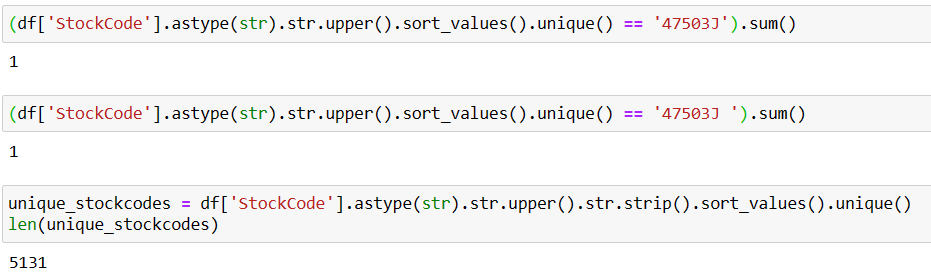 (df['StockCode'].astype(str).str.upper().sort_values().unique() == '47503J').sum()
1
(df['StockCode'].astype(str).str.upper().sort_values().unique() == '47503J ').sum()
1
unique_stockcodes = df['StockCode'].astype(str).str.upper().str.strip().sort_values().unique()
len(unique_stockcodes)
5131